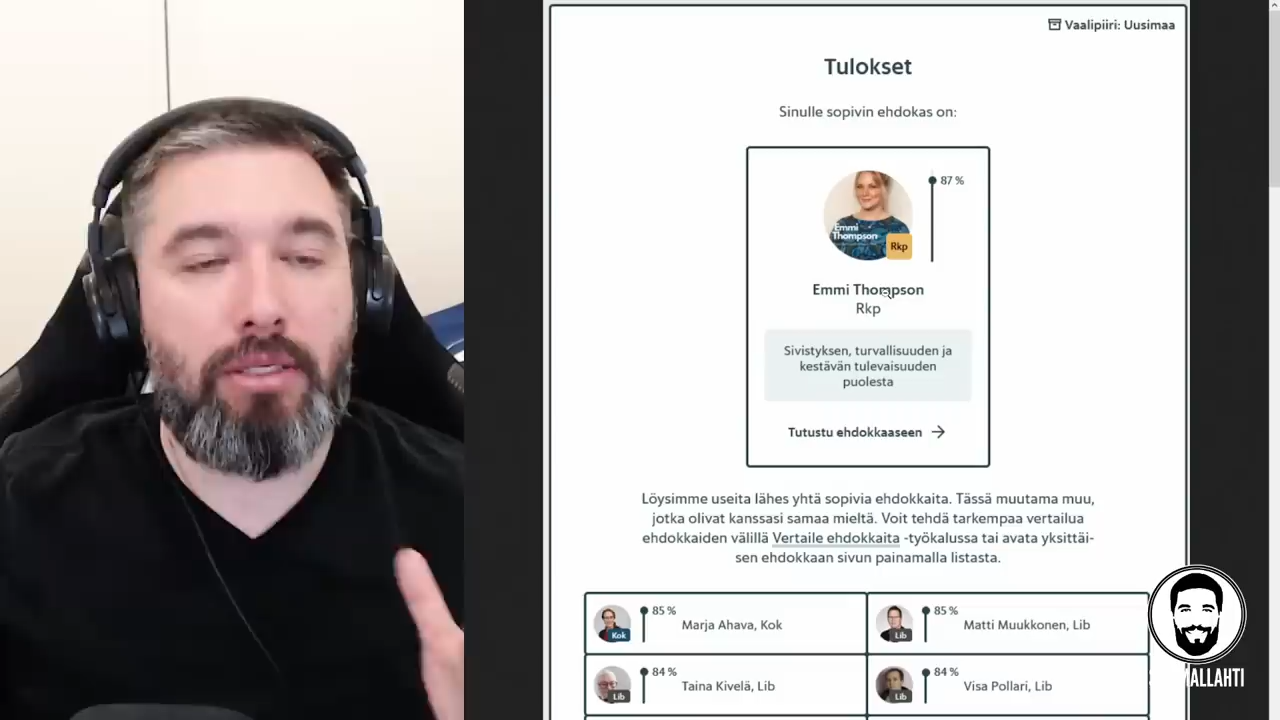 Vaalipiiri: Uusimaa
Tulokset
Sinulle sopivin ehdokas on:
87 %
Emmi
Thompson
Rkp
Emmi Thompson
Rkp
Sivistyksen, turvallisuuden ja
kestävän tulevaisuuden
puolesta
Tutustu ehdokkaaseen
Löysimme useita lähes yhtä sopivia ehdokkaita. Tässä muutama muu,
jotka olivat kanssasi samaa mieltä. Voit tehdä tarkempaa vertailua
ehdokkaiden välillä Vertaile ehdokkaita -työkalussa tai avata yksittäi-
sen ehdokkaan sivun painamalla listasta.
85 %
Marja Ahava, Kok
Kok
85 %
Matti Muukkonen, Lib
Lib
84 %
Taina Kivelä, Lib
Lib
84 %
Visa Pollari, Lib
Lib